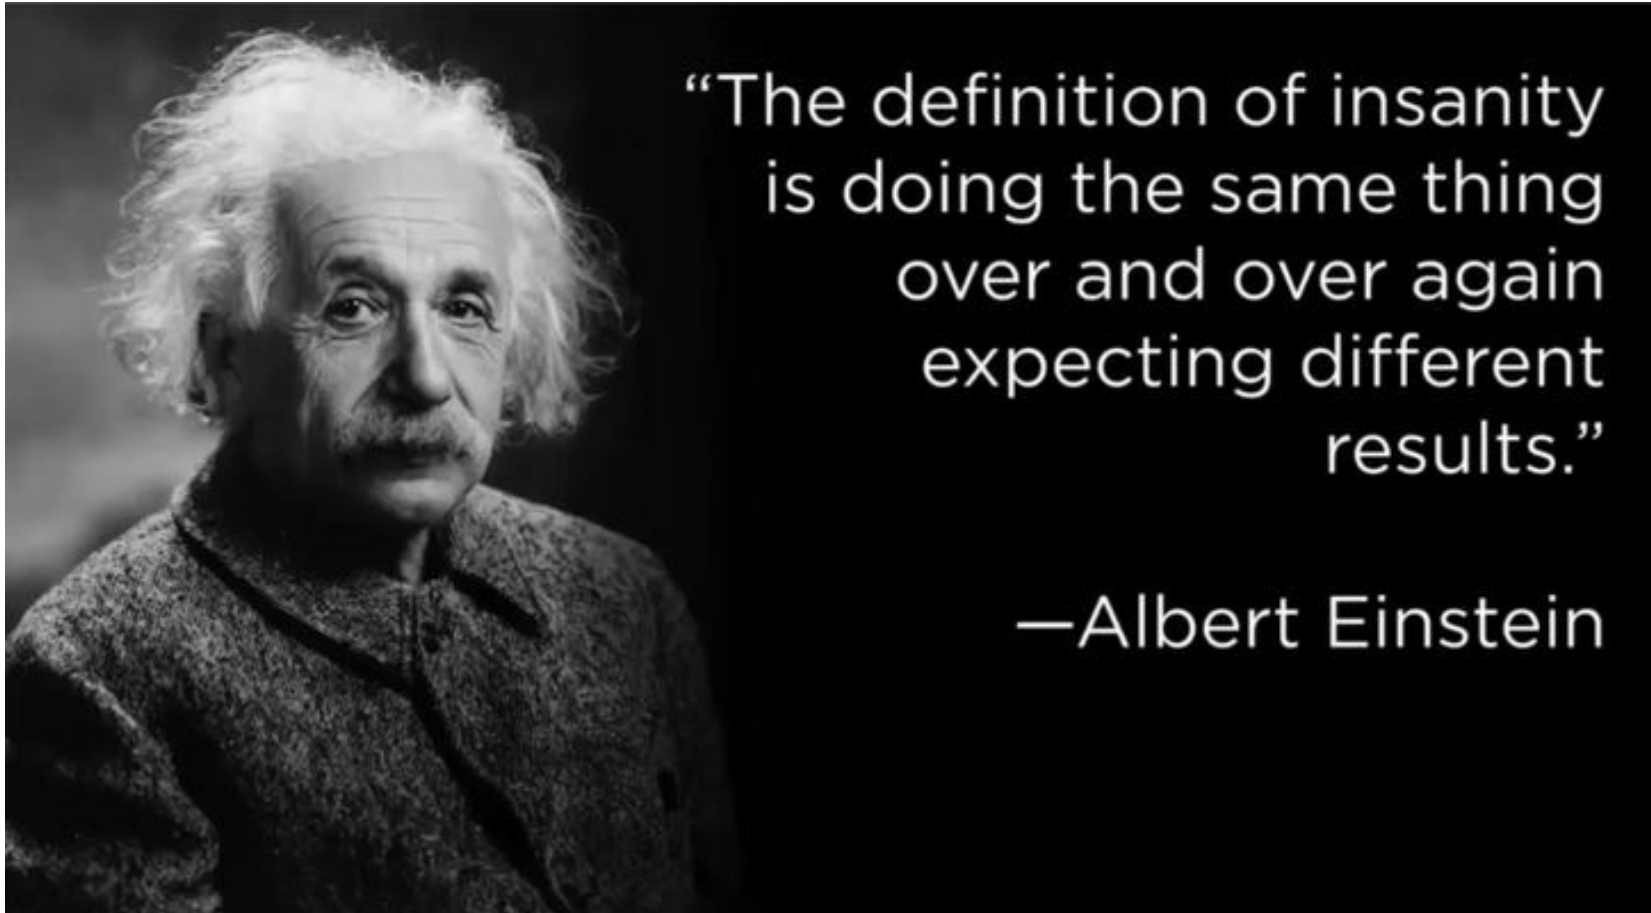 “The definition of insanity
is doing the same thing
over and over again
expecting different
results.”
—Albert Einstein